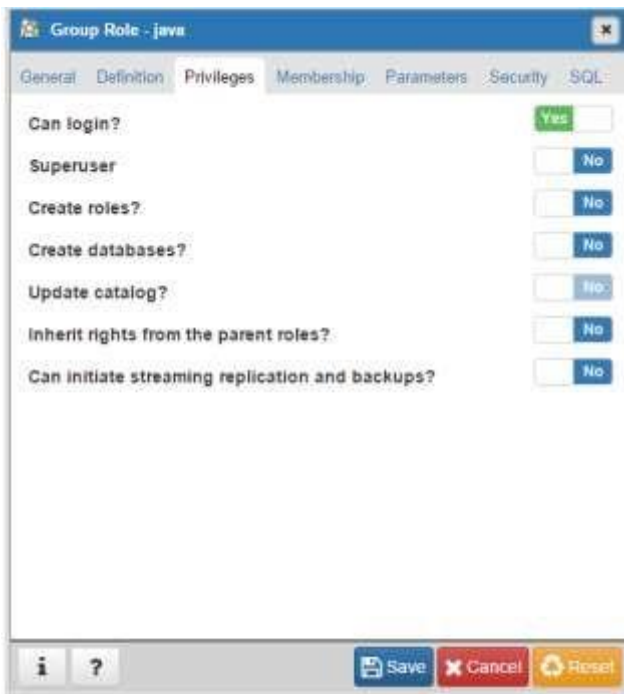 Group Role - java
General Definition Privileges Membership Parameters Security SQL
Can login? Yes
Superuser No
Create roles? No
Create databases? No
Update catalog? No
Inherit rights from the parent roles? No
Can initiate streaming replication and backups? No
i ? Save Cancel Reset